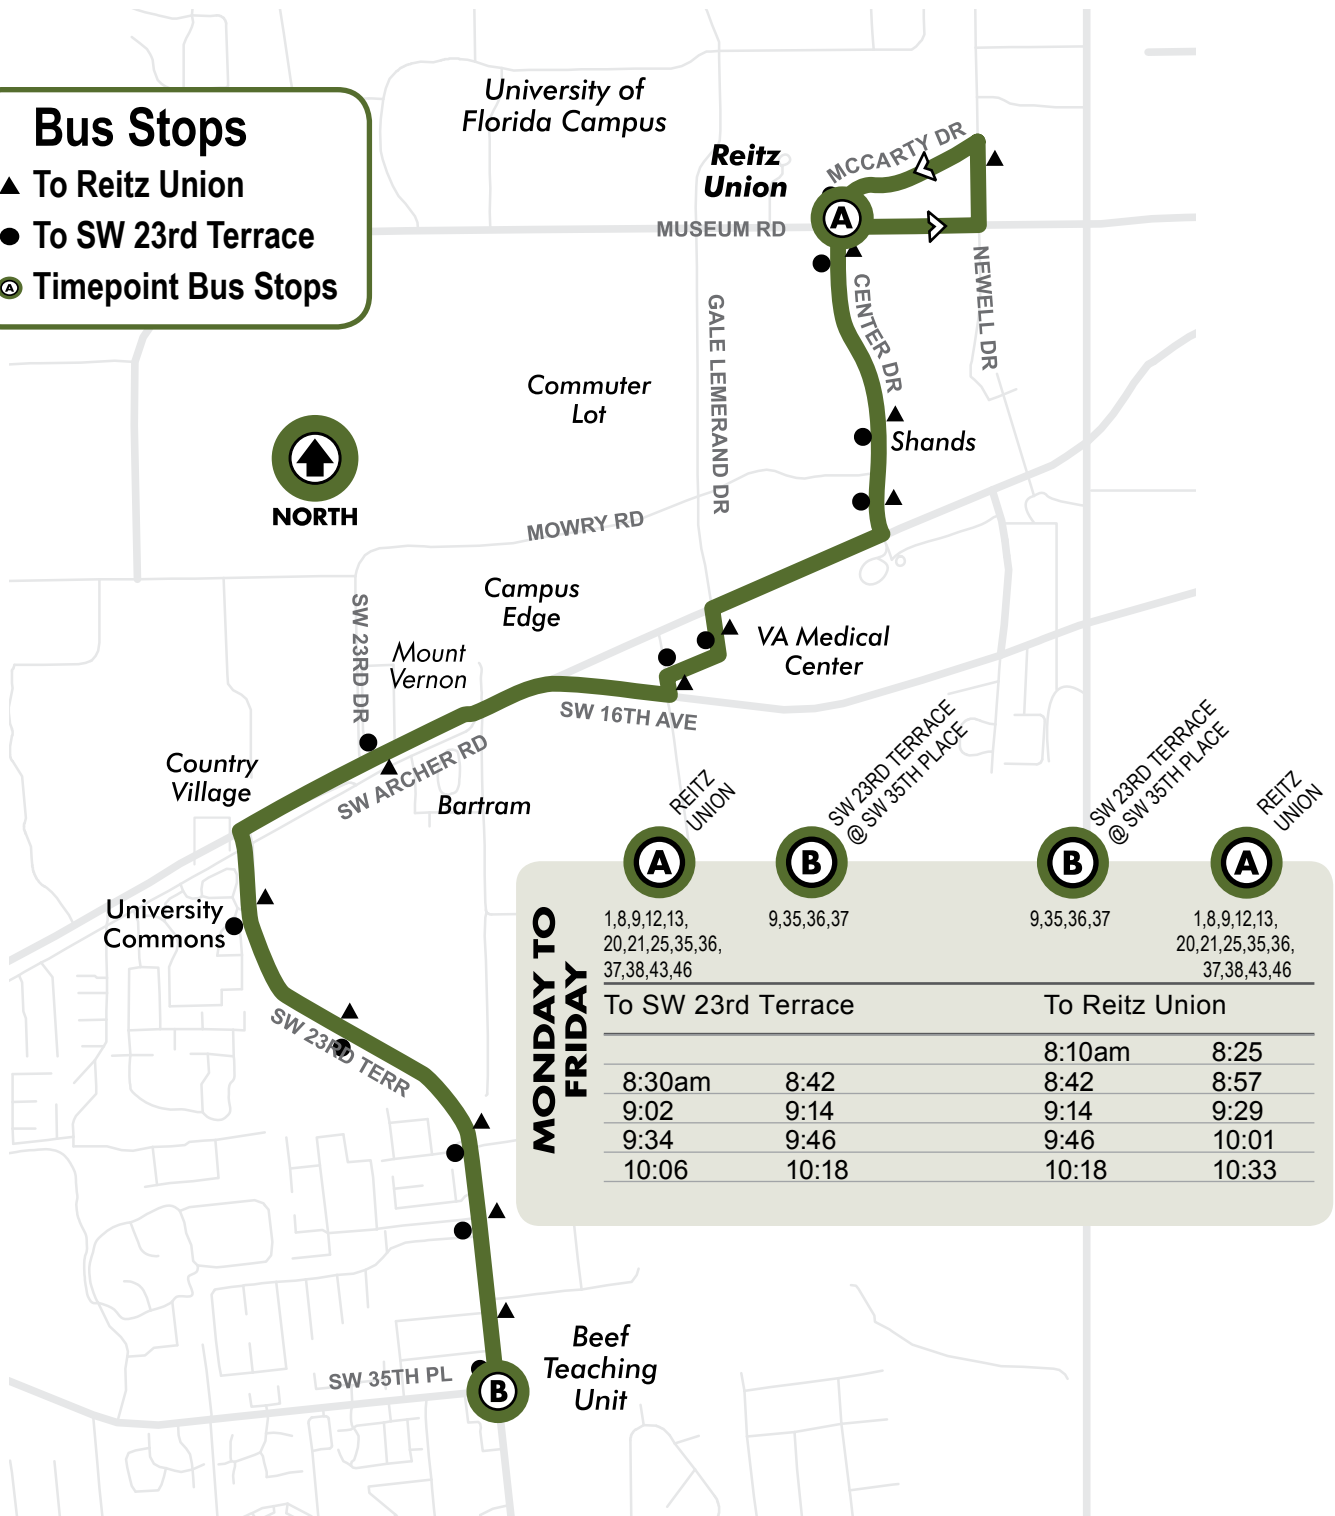 University of
Florida Campus
Bus Stops
To Reitz Union
To SW 23rd Terrace
A Timepoint Bus Stops
Reitz
Union
MCCARTY DR
A
MUSEUM RD
NEWELL DR
CENTER DR
GALE LEMERAND DR
Commuter
Lot
Shands
NORTH
MOWRY RD
Campus
Edge
SW 23RD DR
Mount
Vernon
VA Medical
Center
SW 16TH AVE
SW ARCHER RD
Country
Village
Bartram
University
Commons
SW 23RD TERR
Beef
Teaching
Unit
SW 35TH PL
B
REITZ
UNION
SW 23RD TERRACE
@ SW 35TH PLACE
SW 23RD TERRACE
@ SW 35TH PLACE
REITZ
UNION
A B B A
MONDAY TO
FRIDAY
1,8,9,12,13,
20,21,25,35,36,
37,38,43,46
9,35,36,37
9,35,36,37
1,8,9,12,13,
20,21,25,35,36,
37,38,43,46
To SW 23rd Terrace To Reitz Union
8:10am 8:25
8:30am 8:42 8:42 8:57
9:02 9:14 9:14 9:29
9:34 9:46 9:46 10:01
10:06 10:18 10:18 10:33